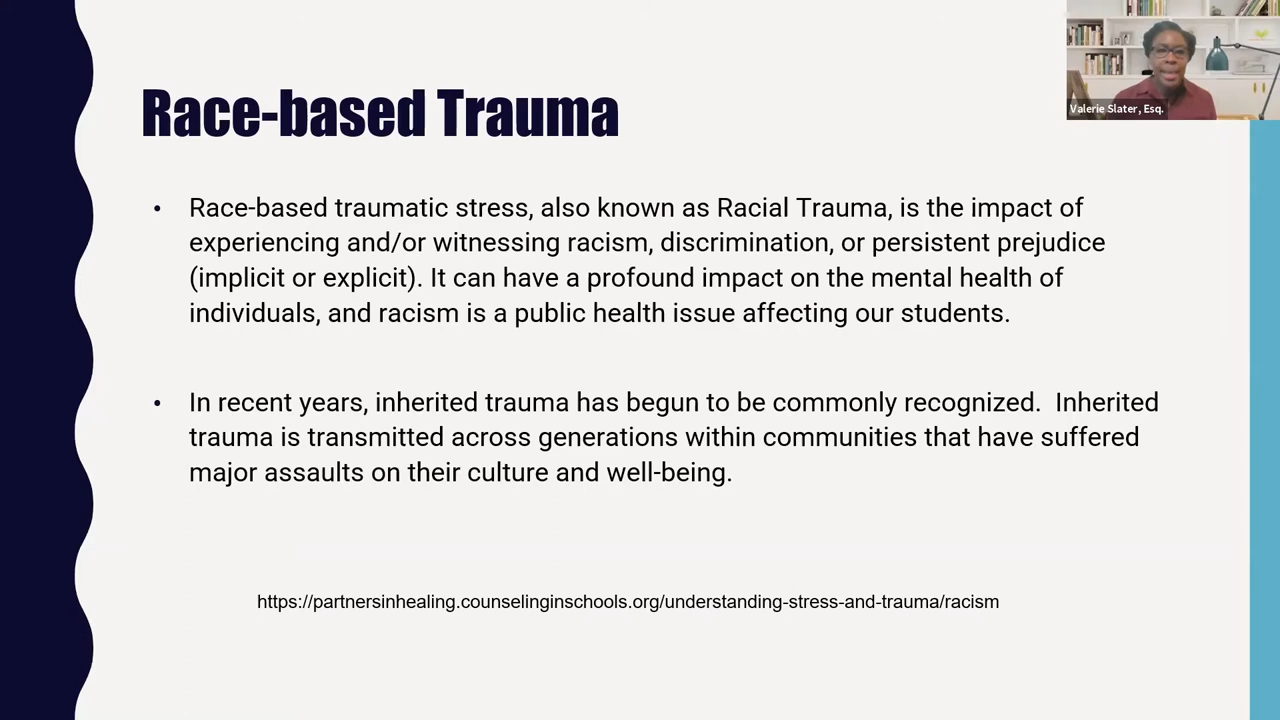 Valerie Slater, Esq.
Race-based Trauma
• Race-based traumatic stress, also known as Racial Trauma, is the impact of
experiencing and/or witnessing racism, discrimination, or persistent prejudice
(implicit or explicit). It can have a profound impact on the mental health of
individuals, and racism is a public health issue affecting our students.
• In recent years, inherited trauma has begun to be commonly recognized.  Inherited
trauma is transmitted across generations within communities that have suffered
major assaults on their culture and well-being.
https://partnersinhealing.counselinginschools.org/understanding-stress-and-trauma/racism